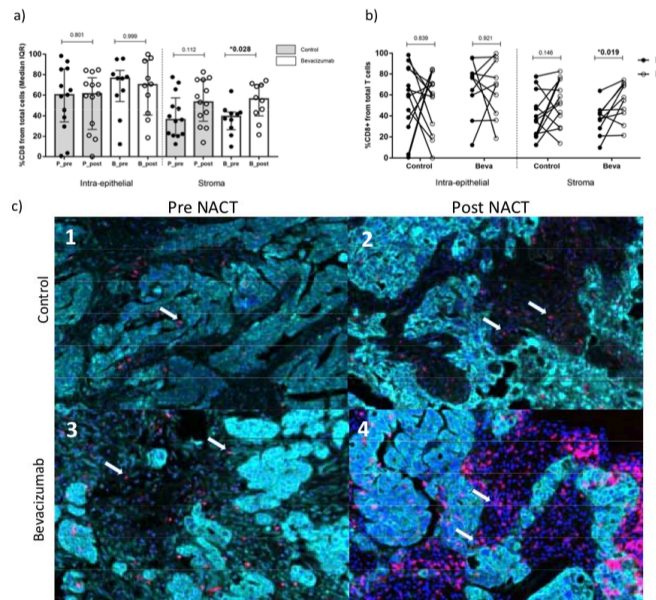 a)
%CD8 from total cells (Median IQR)
100
80
60
40
20
0
0.801
0.999
0.112
*0.028
Control
Bevacizumab
P_pre P_post B_pre B_post P_pre P_post B_pre B_post
Intra-epithelial Stroma
b)
%CD8+ from total T cells
100
80
60
40
20
0
0.839
0.921
0.146
*0.019
Control Beva Control Beva
Intra-epithelial Stroma
c)
Pre NACT Post NACT
Control
1 2
Bevacizumab
3 4